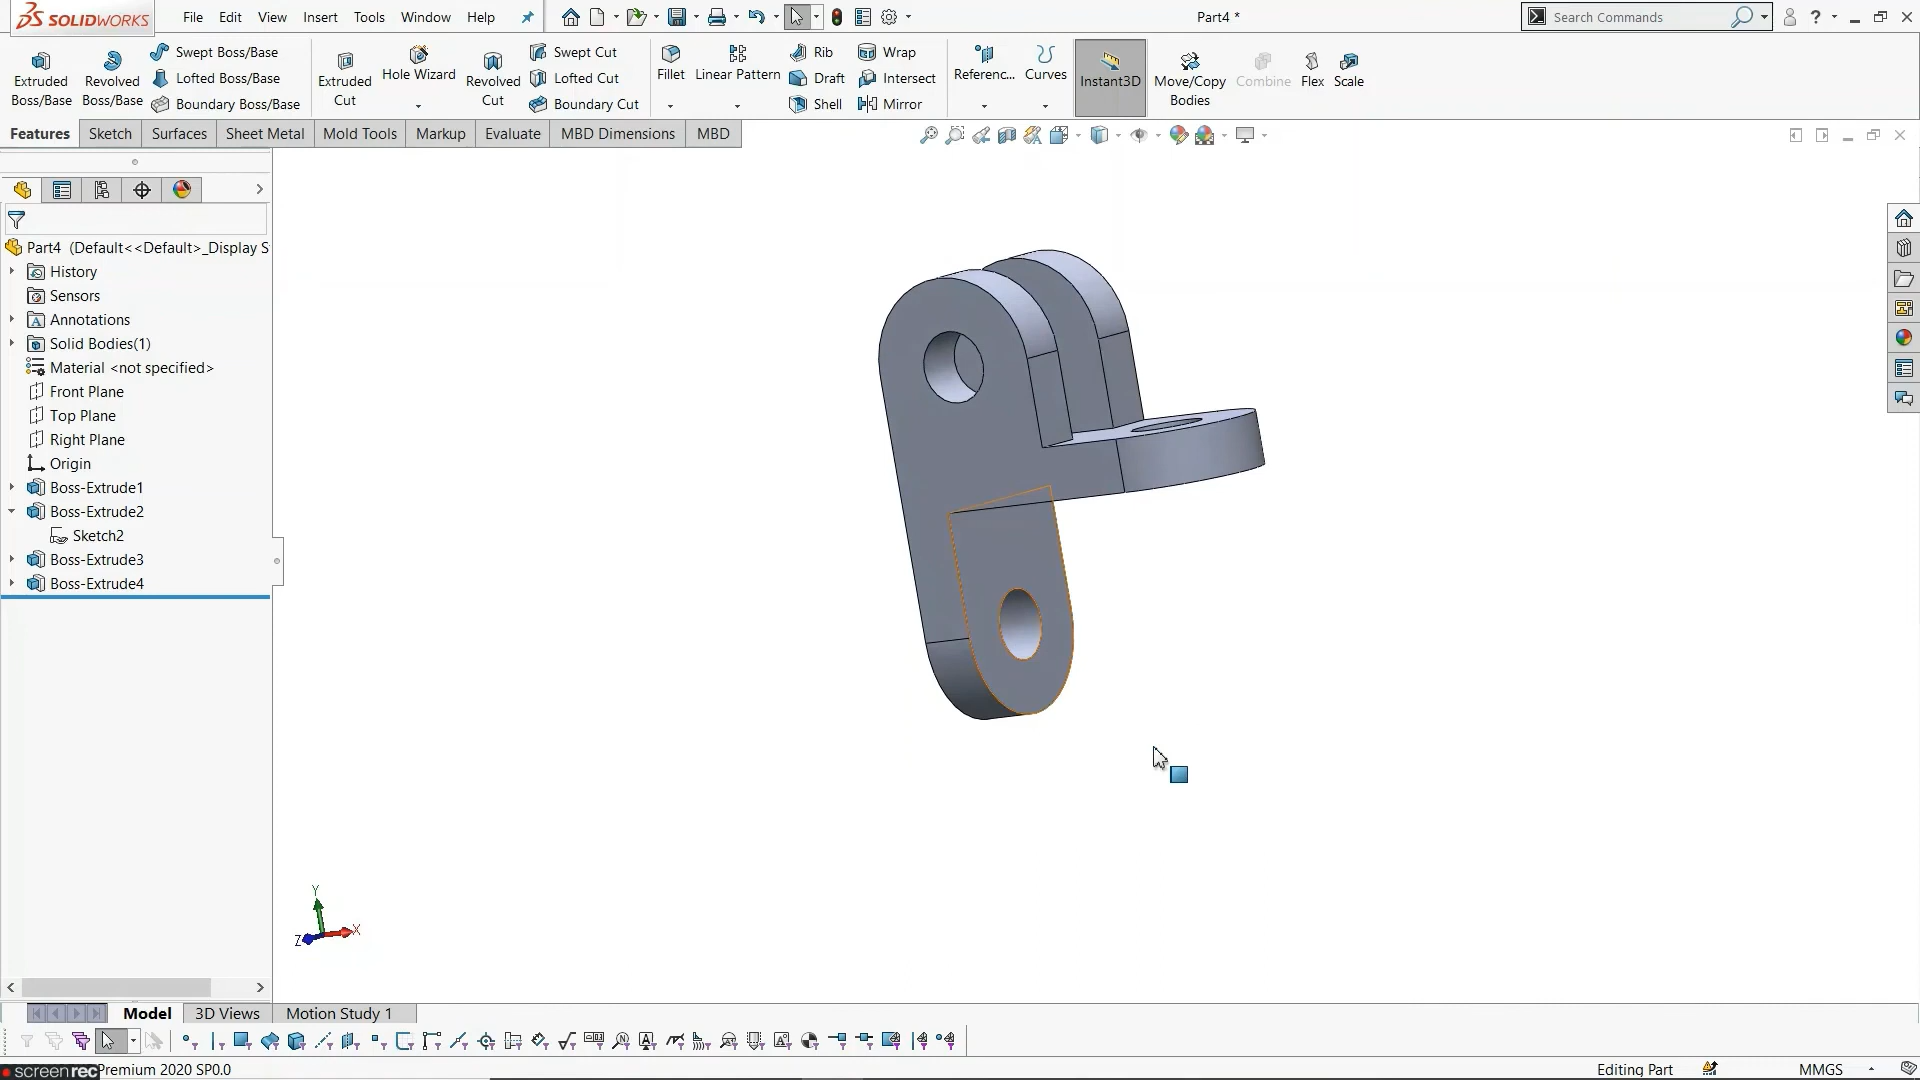 SOLIDWORKS File Edit View Insert Tools Window Help Part4 * Search Commands
Extruded Boss/Base
Revolved Boss/Base
Swept Boss/Base
Lofted Boss/Base
Boundary Boss/Base
Extruded Cut
Hole Wizard
Revolved Cut
Swept Cut
Lofted Cut
Boundary Cut
Fillet
Linear Pattern
Rib
Draft
Shell
Wrap
Intersect
Mirror
Referenc...
Curves
Instant3D
Move/Copy Bodies
Combine
Flex
Scale
Features Sketch Surfaces Sheet Metal Mold Tools Markup Evaluate MBD Dimensions MBD
Part4 (Default<<Default>_Display S
History
Sensors
Annotations
Solid Bodies(1)
Material <not specified>
Front Plane
Top Plane
Right Plane
Origin
Boss-Extrude1
Boss-Extrude2
Sketch2
Boss-Extrude3
Boss-Extrude4
Y
Z
X
Model 3D Views Motion Study 1
screenrec Premium 2020 SP0.0 Editing Part MMGS